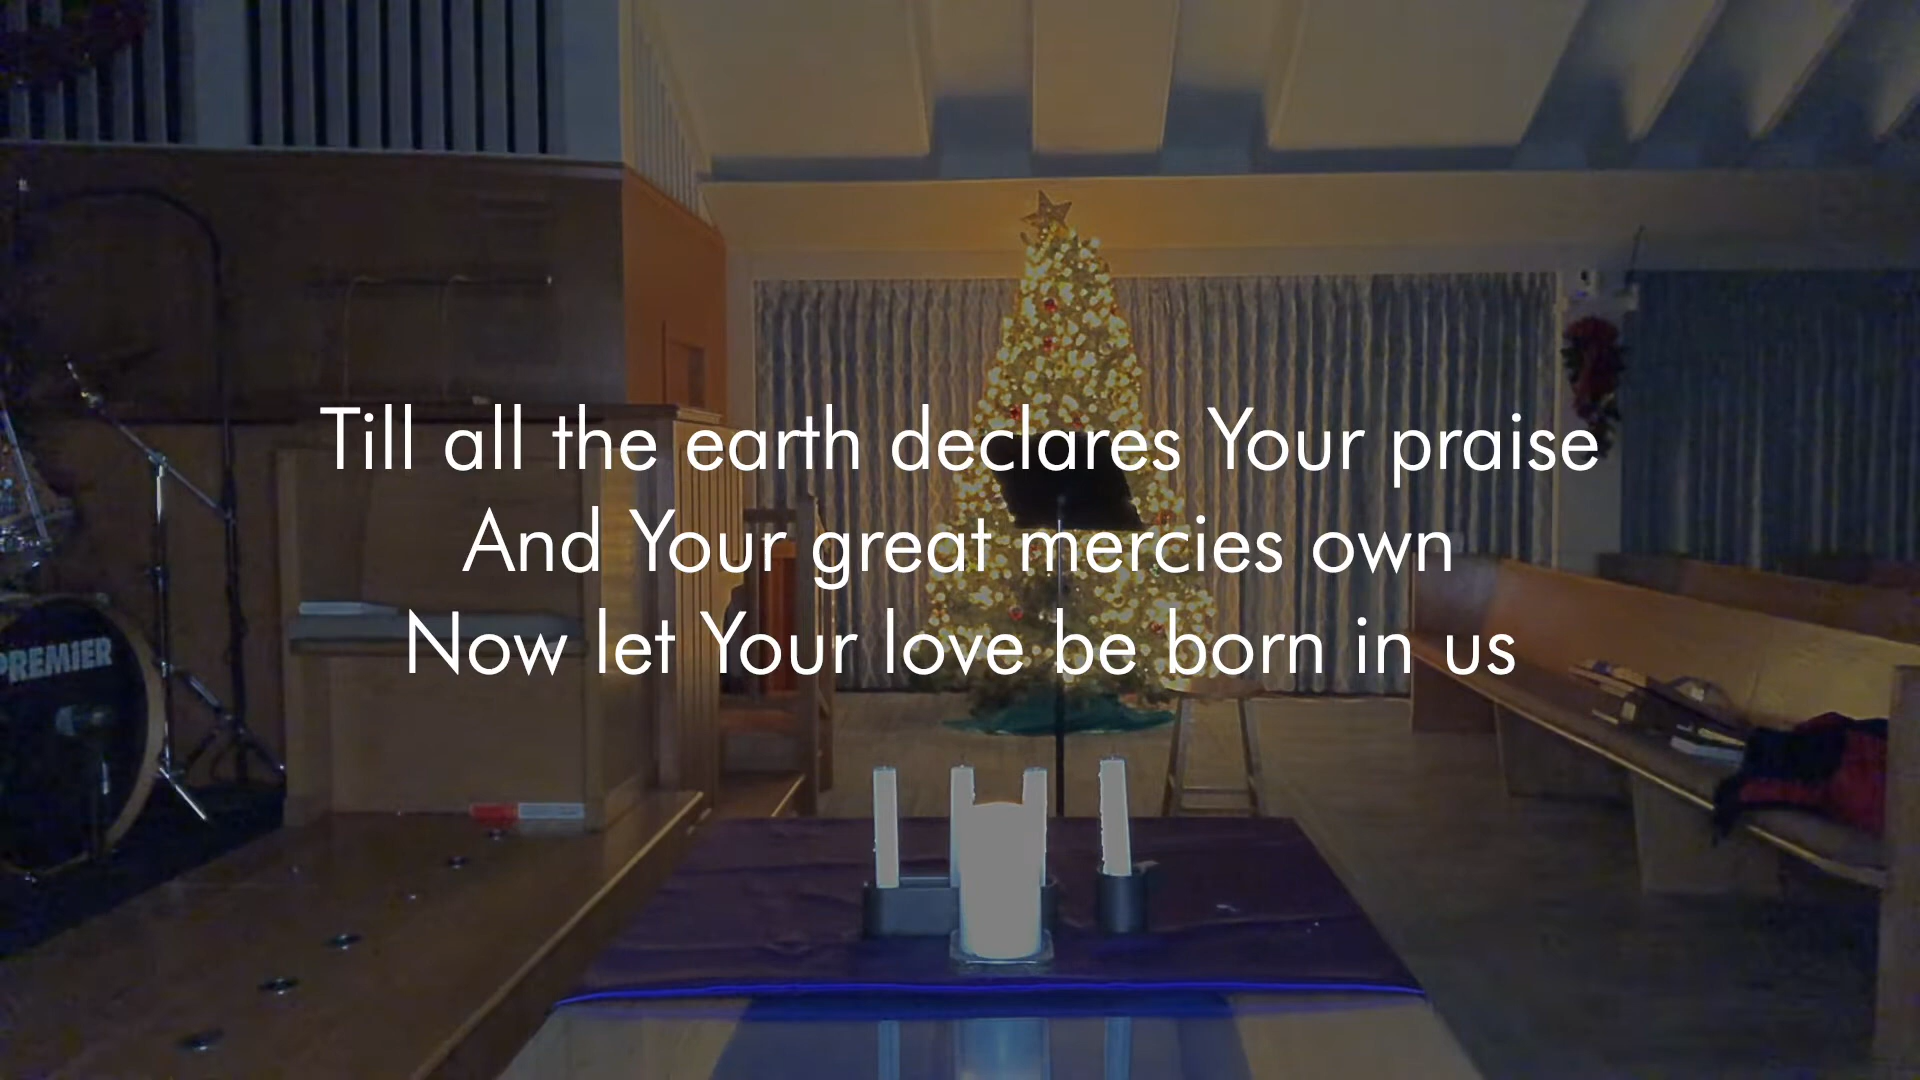 Till all the earth declares Your praise
And Your great mercies own
Now let Your love be born in us
PREMIER